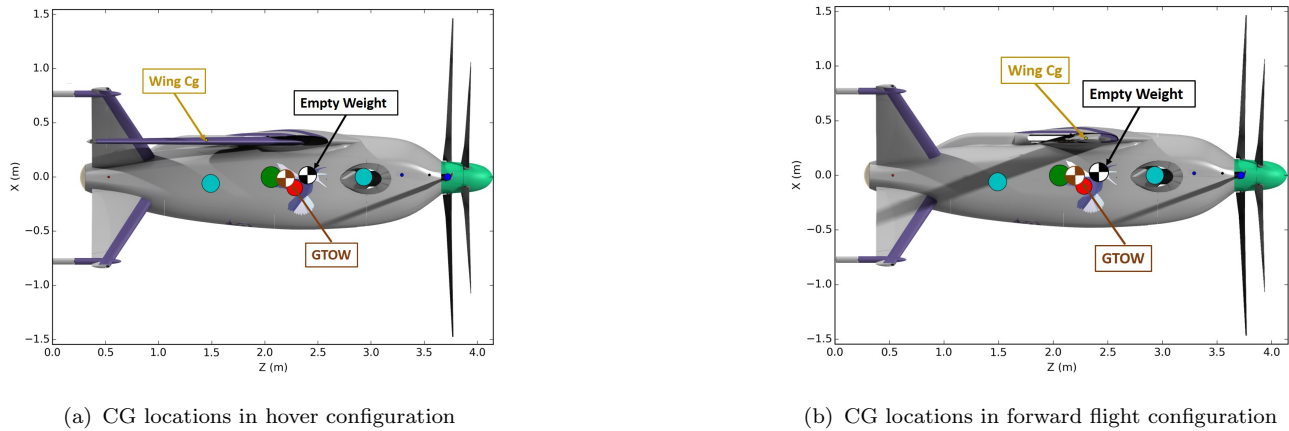 1.5
1.0
0.5
0.0
−0.5
−1.0
−1.5
X (m)
0.0 0.5 1.0 1.5 2.0 2.5 3.0 3.5 4.0
Z (m)
Wing Cg
Empty Weight
GTOW
(a) CG locations in hover configuration
1.5
1.0
0.5
0.0
−0.5
−1.0
−1.5
X (m)
0.0 0.5 1.0 1.5 2.0 2.5 3.0 3.5 4.0
Z (m)
Wing Cg
Empty Weight
GTOW
(b) CG locations in forward flight configuration